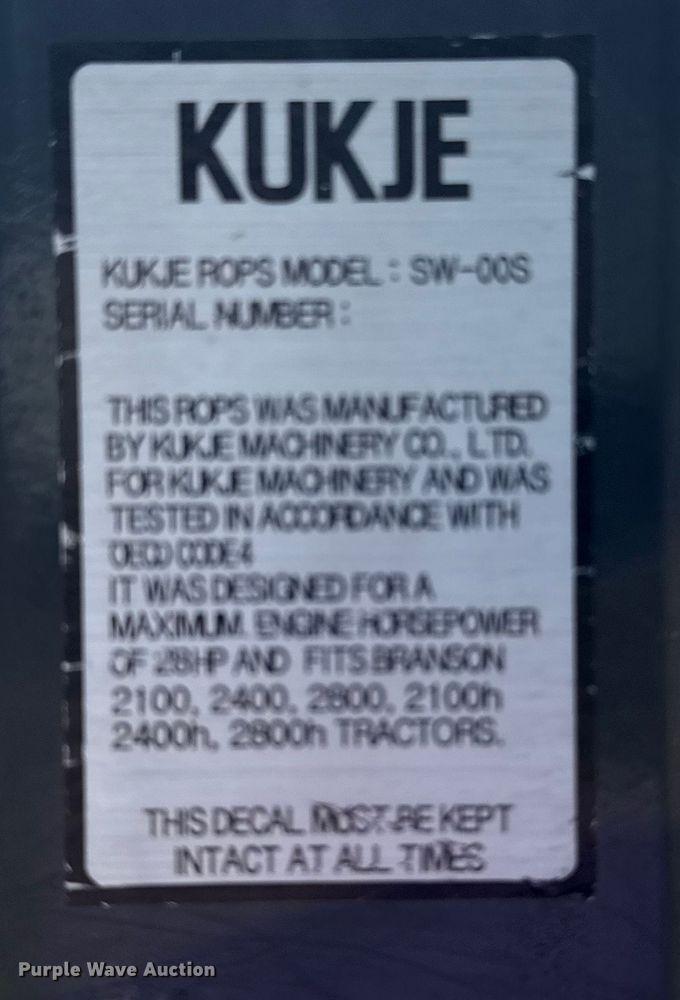 KUKJE
KUKJE ROPS MODEL : SW-00S
SERIAL NUMBER :
THIS ROPS WAS MANUFACTURED
BY KUKJE MACHINERY CO., LTD.
FOR KUKJE MACHINERY AND WAS
TESTED IN ACCORDANCE WITH
OECD CODE4
IT WAS DESIGNED FOR A
MAXIMUM. ENGINE HORSEPOWER
OF 28HP AND FITS BRANSON
2100, 2400, 2800, 2100h
2400h, 2800h TRACTORS.
THIS DECAL MUST BE KEPT
INTACT AT ALL TIMES
Purple Wave Auction